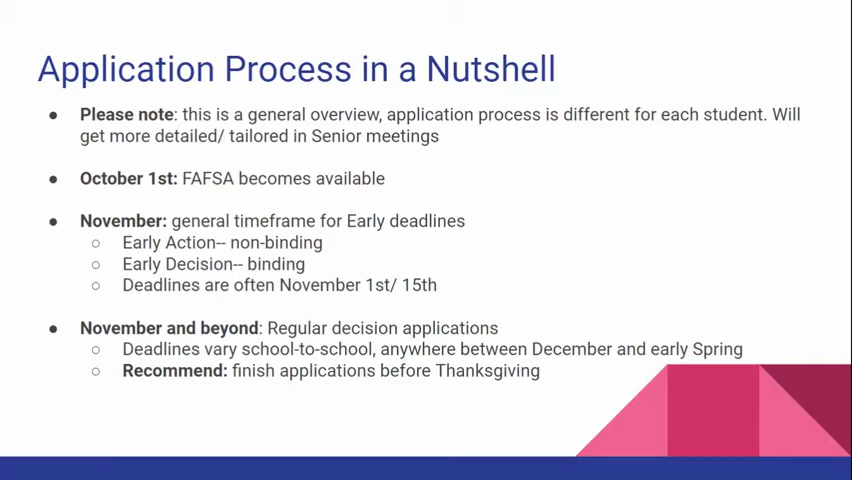 Application Process in a Nutshell
● Please note: this is a general overview, application process is different for each student. Will
get more detailed/ tailored in Senior meetings
● October 1st: FAFSA becomes available
● November: general timeframe for Early deadlines
○ Early Action-- non-binding
○ Early Decision-- binding
○ Deadlines are often November 1st/ 15th
● November and beyond: Regular decision applications
○ Deadlines vary school-to-school, anywhere between December and early Spring
○ Recommend: finish applications before Thanksgiving